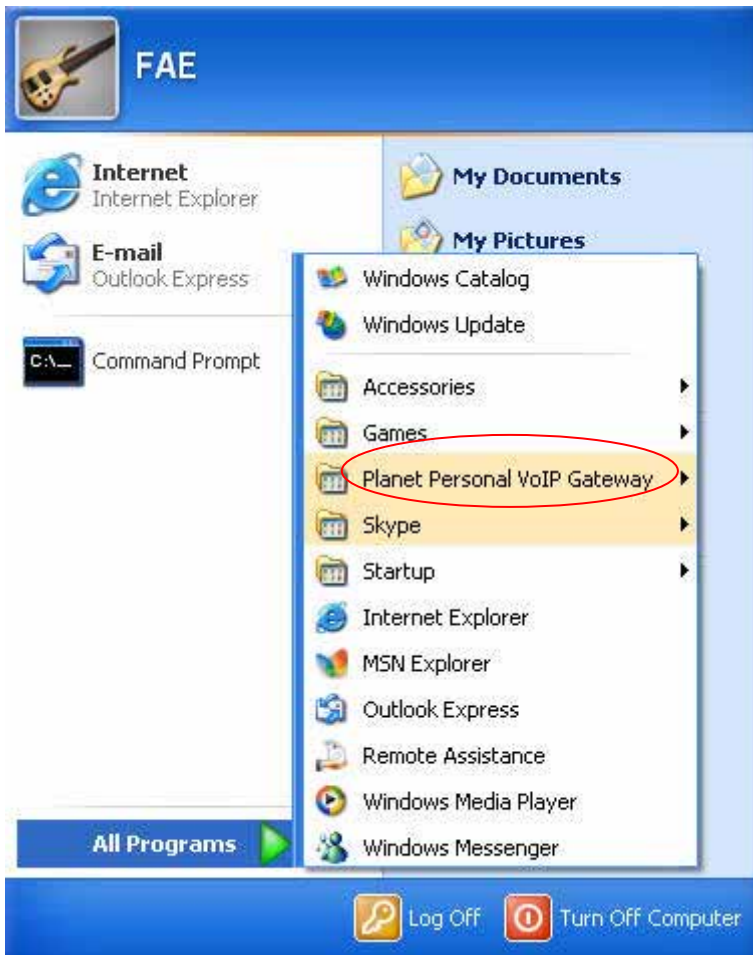 FAE
Internet
Internet Explorer
E-mail
Outlook Express
C:\_
Command Prompt
My Documents
My Pictures
Windows Catalog
Windows Update
Accessories
Games
Planet Personal VoIP Gateway
Skype
Startup
Internet Explorer
MSN Explorer
Outlook Express
Remote Assistance
Windows Media Player
Windows Messenger
All Programs
Log Off
Turn Off Computer